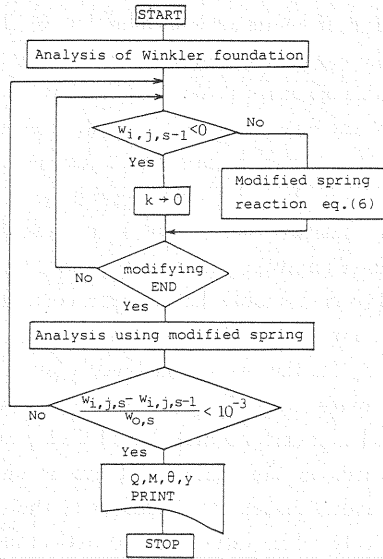 START
Analysis of Winkler foundation
w_{i,j,s-1}<0
No
Yes
k→0
Modified spring
reaction eq.(6)
modifying
END
No
Yes
Analysis using modified spring
\frac{w_{i,j,s}- w_{i,j,s-1}}{w_{o,s}} < 10^{-3}
No
Yes
Q,M,θ,y
PRINT
STOP